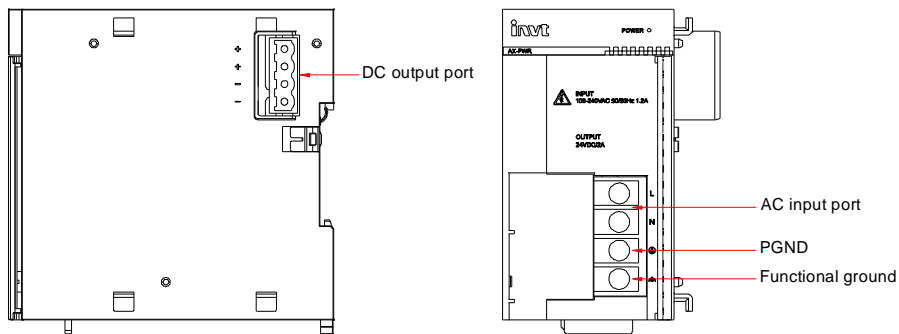 +
+
-
-
DC output port
invt
POWER
AX-PWR
INPUT
100-240VAC 50/60Hz 1.2A
OUTPUT
24VDC/2A
L
N
AC input port
PGND
Functional ground